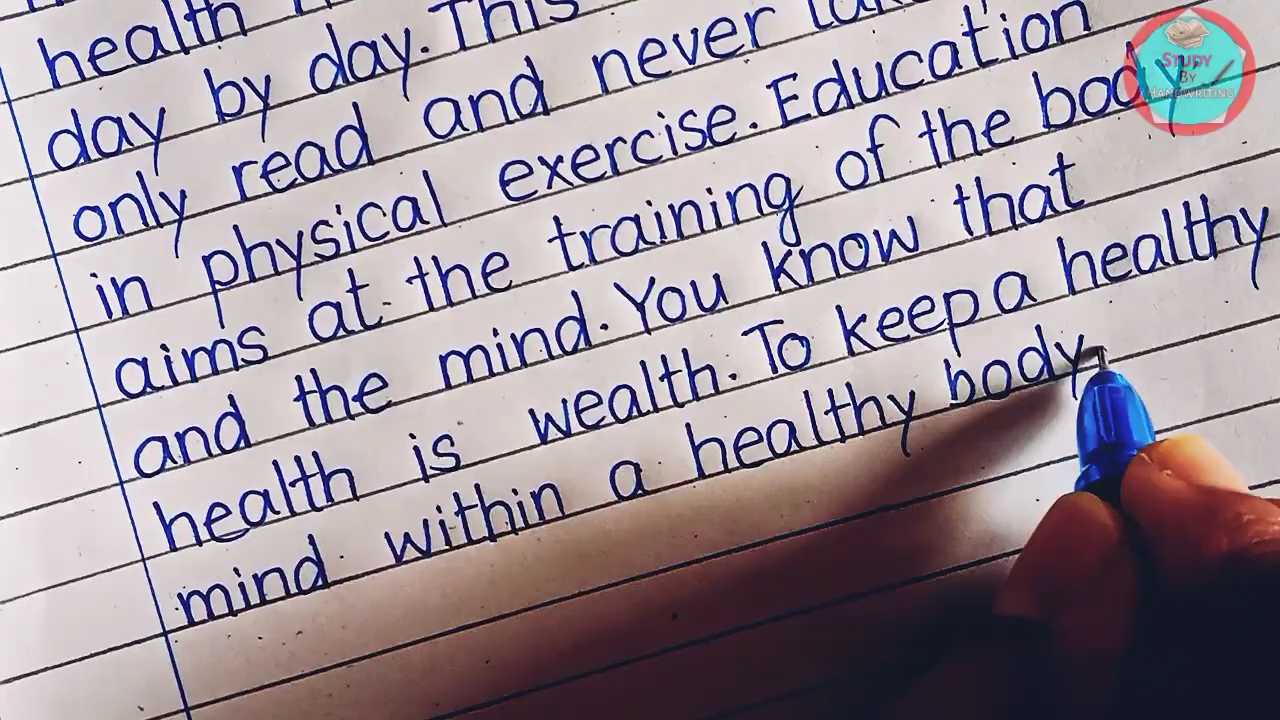 health
day by day. This
only read and never
in physical exercise. Education
aims at the training of the body
and the mind. You know that
health is wealth. To keep a healthy
mind within a healthy body
STUDY
BY
HANDWRITING